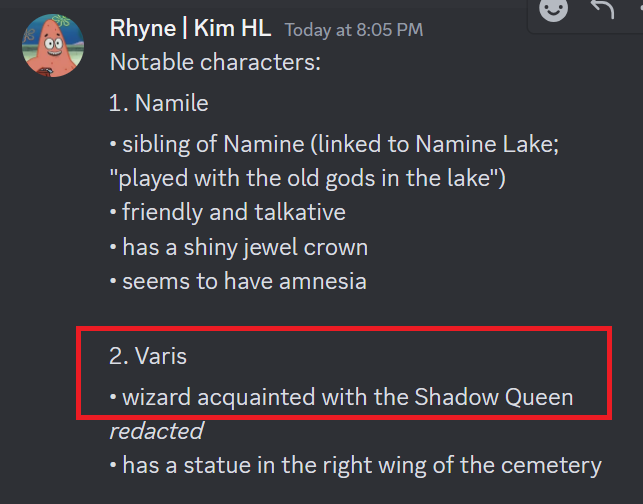 Rhyne | Kim HL Today at 8:05 PM
Notable characters:
1. Namile
• sibling of Namine (linked to Namine Lake;
"played with the old gods in the lake")
• friendly and talkative
• has a shiny jewel crown
• seems to have amnesia
2. Varis
• wizard acquainted with the Shadow Queen
redacted
• has a statue in the right wing of the cemetery